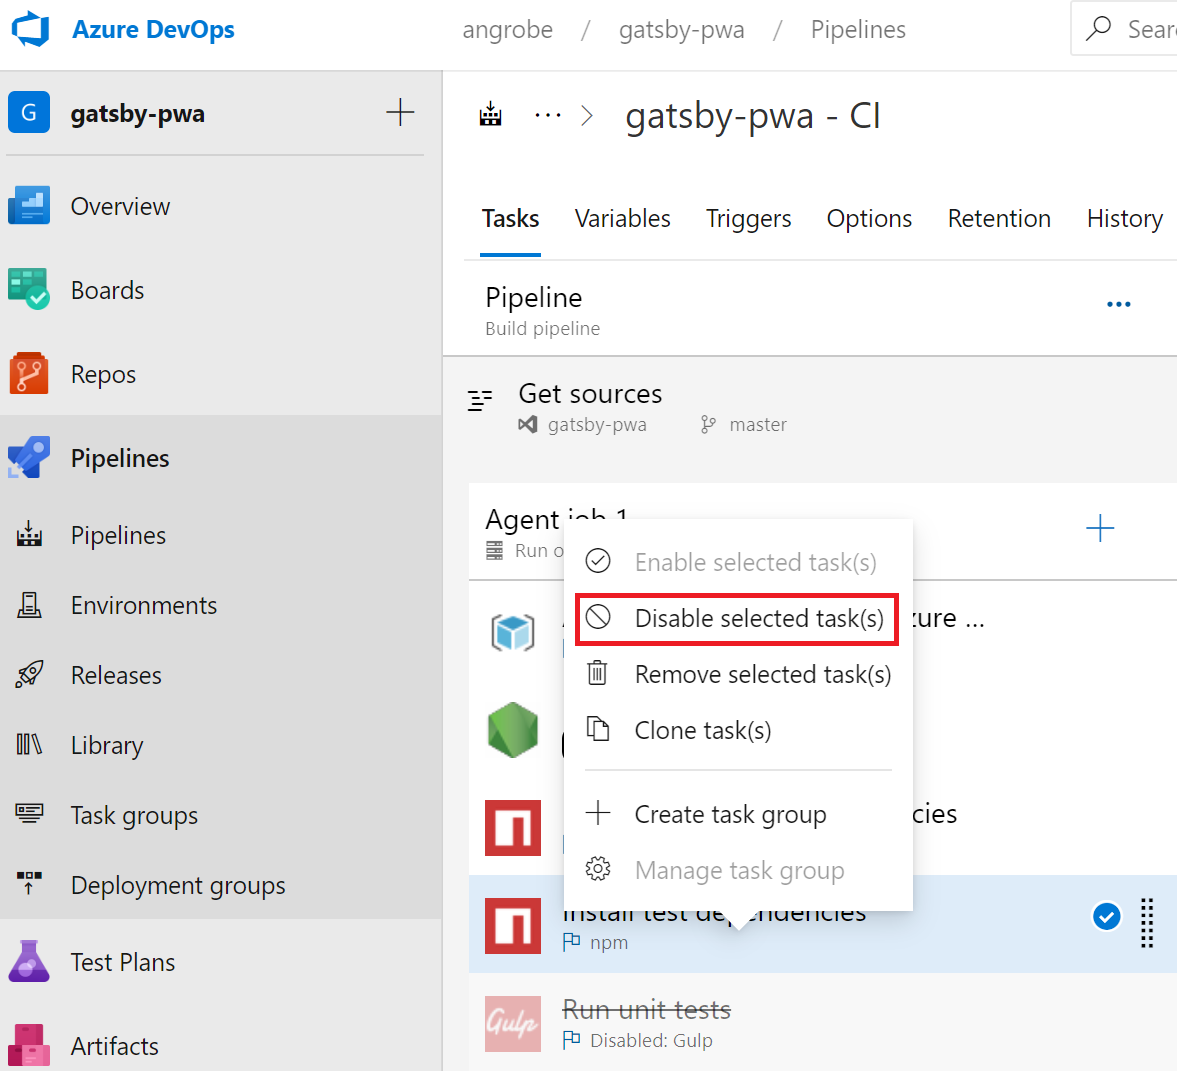 Azure DevOps
angrobe / gatsby-pwa / Pipelines
G gatsby-pwa
... > gatsby-pwa - CI
Overview
Boards
Repos
Pipelines
Pipelines
Environments
Releases
Library
Task groups
Deployment groups
Test Plans
Artifacts
Tasks Variables Triggers Options Retention History
Pipeline
Build pipeline
Get sources
gatsby-pwa master
Agent job 1
Run
Enable selected task(s)
Disable selected task(s)
Remove selected task(s)
Clone task(s)
Create task group
Manage task group
Install test dependencies
npm
Gulp
Run unit tests
Disabled: Gulp